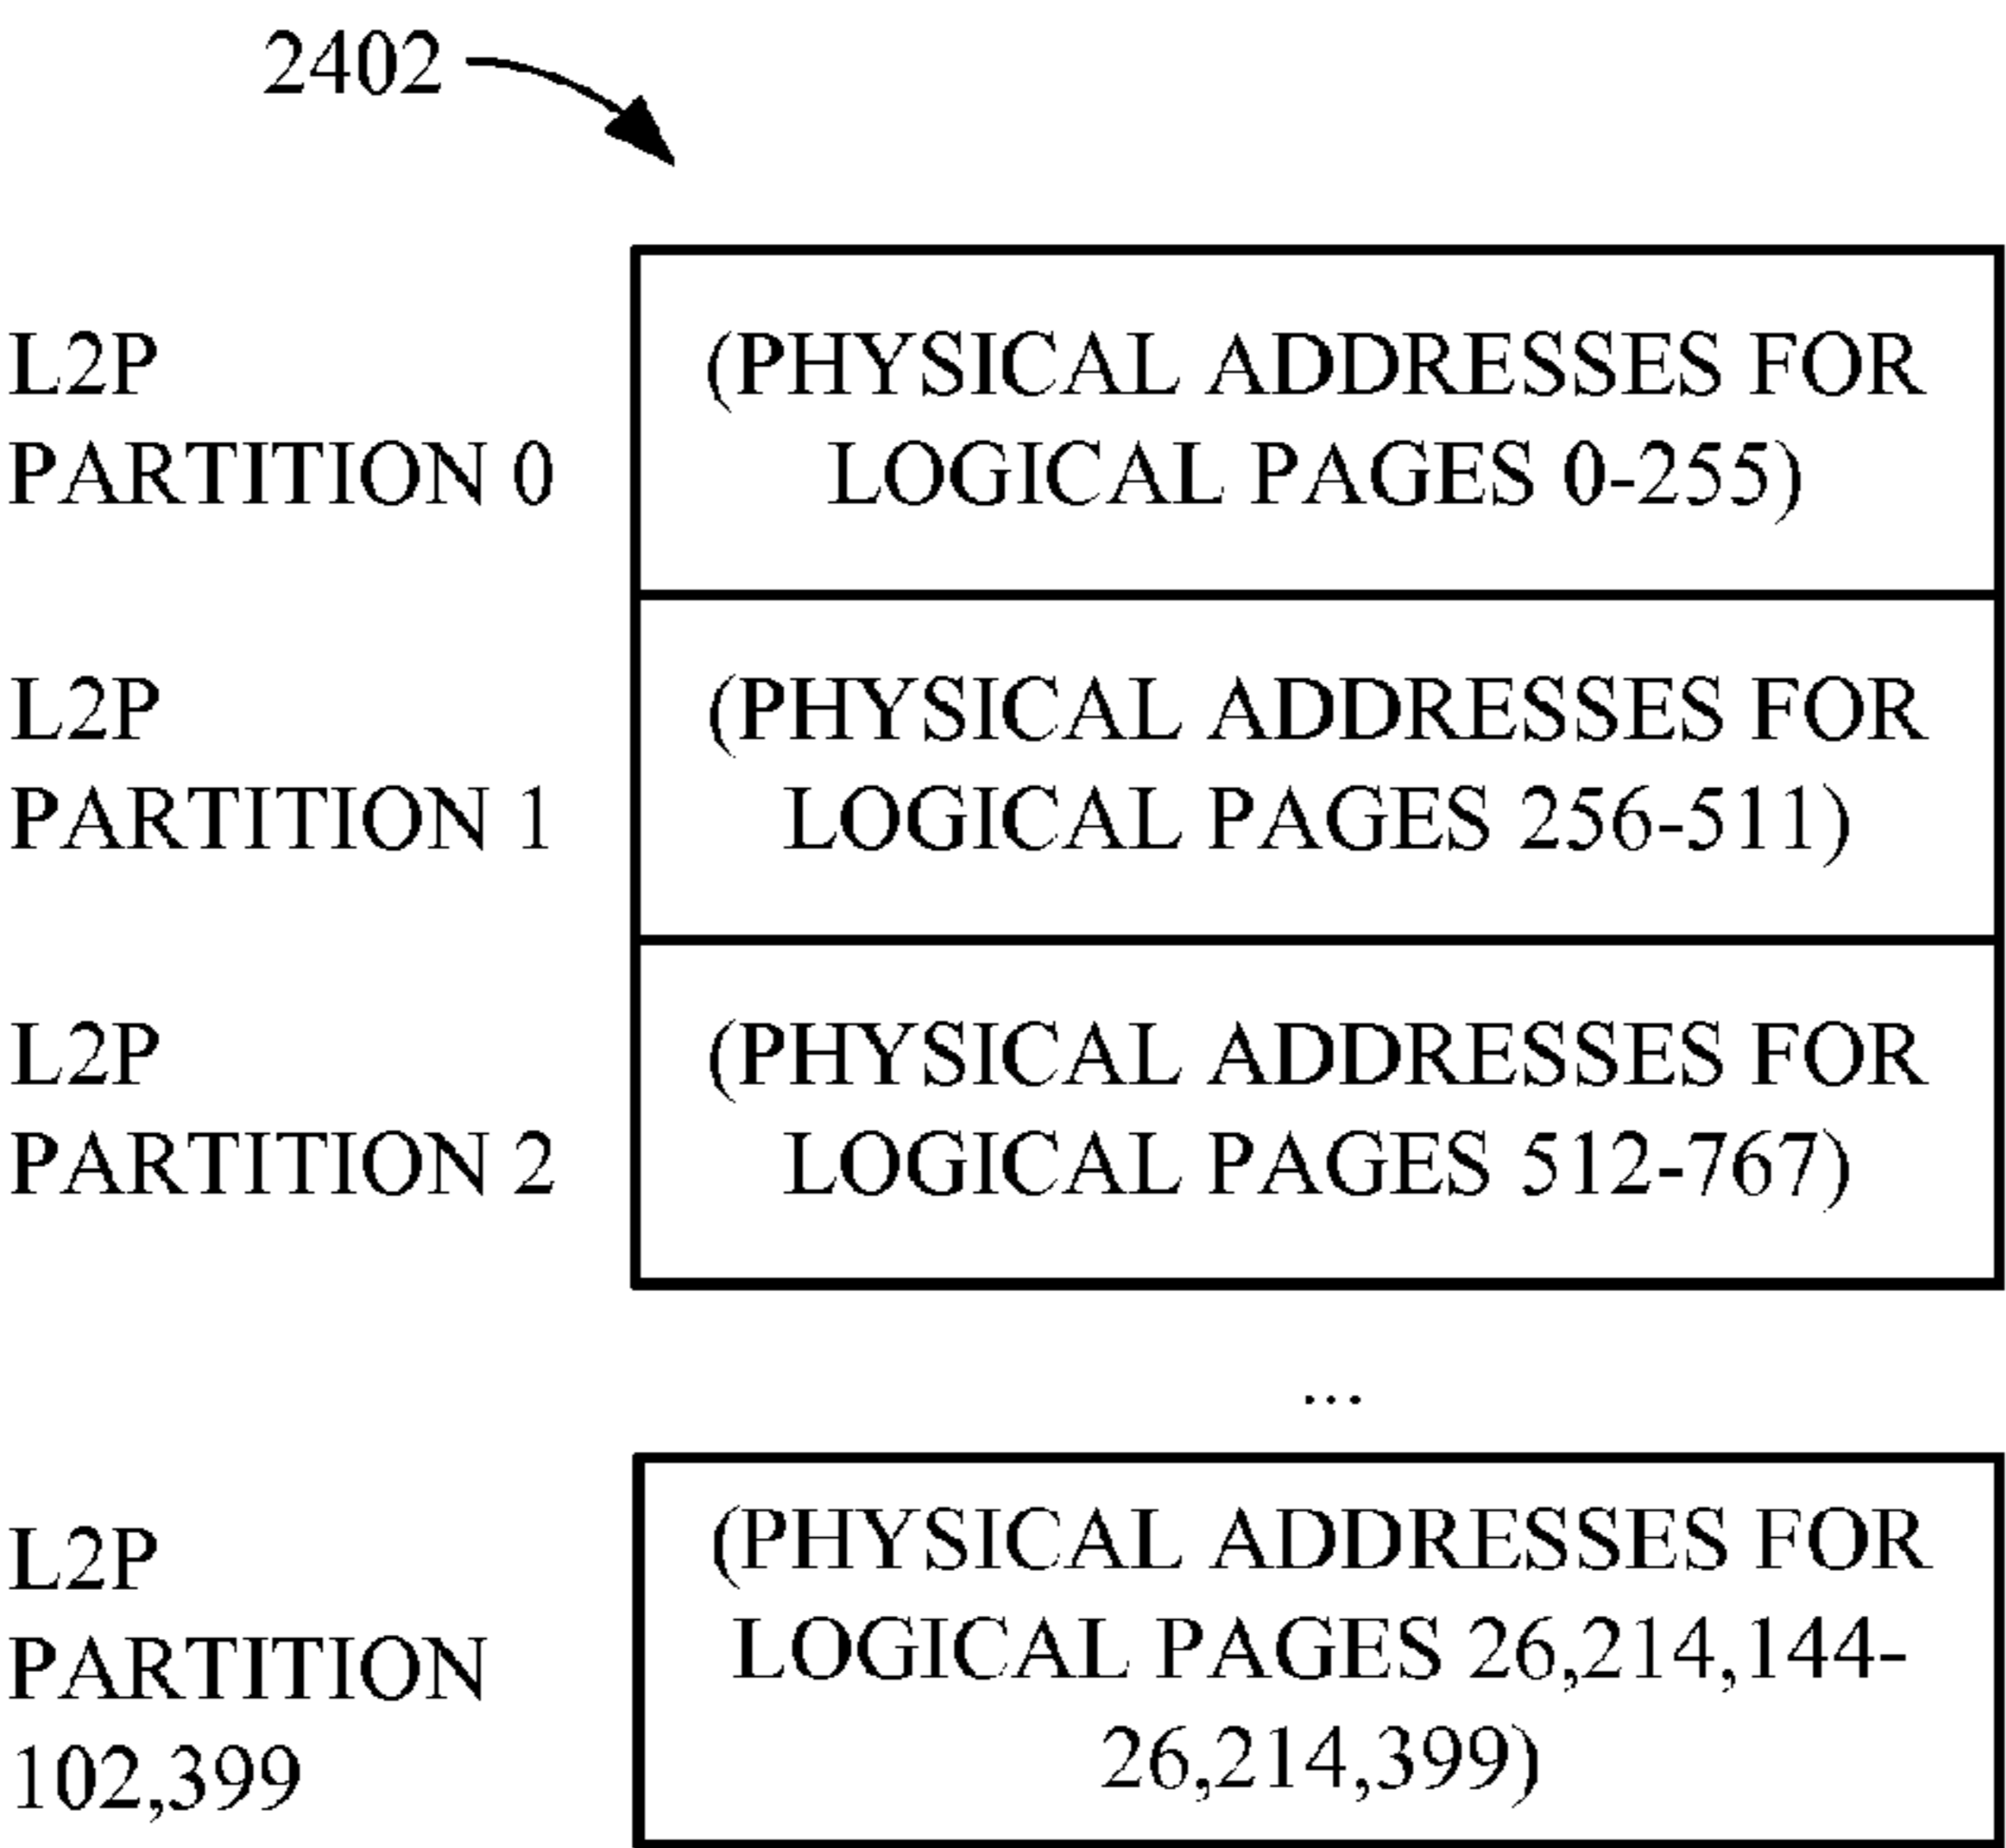 2402
L2P
PARTITION 0
(PHYSICAL ADDRESSES FOR
LOGICAL PAGES 0-255)
L2P
PARTITION 1
(PHYSICAL ADDRESSES FOR
LOGICAL PAGES 256-511)
L2P
PARTITION 2
(PHYSICAL ADDRESSES FOR
LOGICAL PAGES 512-767)
...
L2P
PARTITION
102,399
(PHYSICAL ADDRESSES FOR
LOGICAL PAGES 26,214,144-
26,214,399)